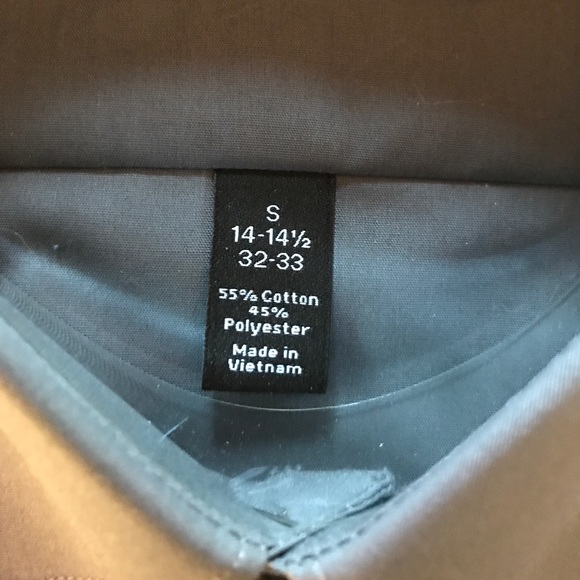 S
14-14½
32-33
55% Cotton
45%
Polyester
Made in
Vietnam